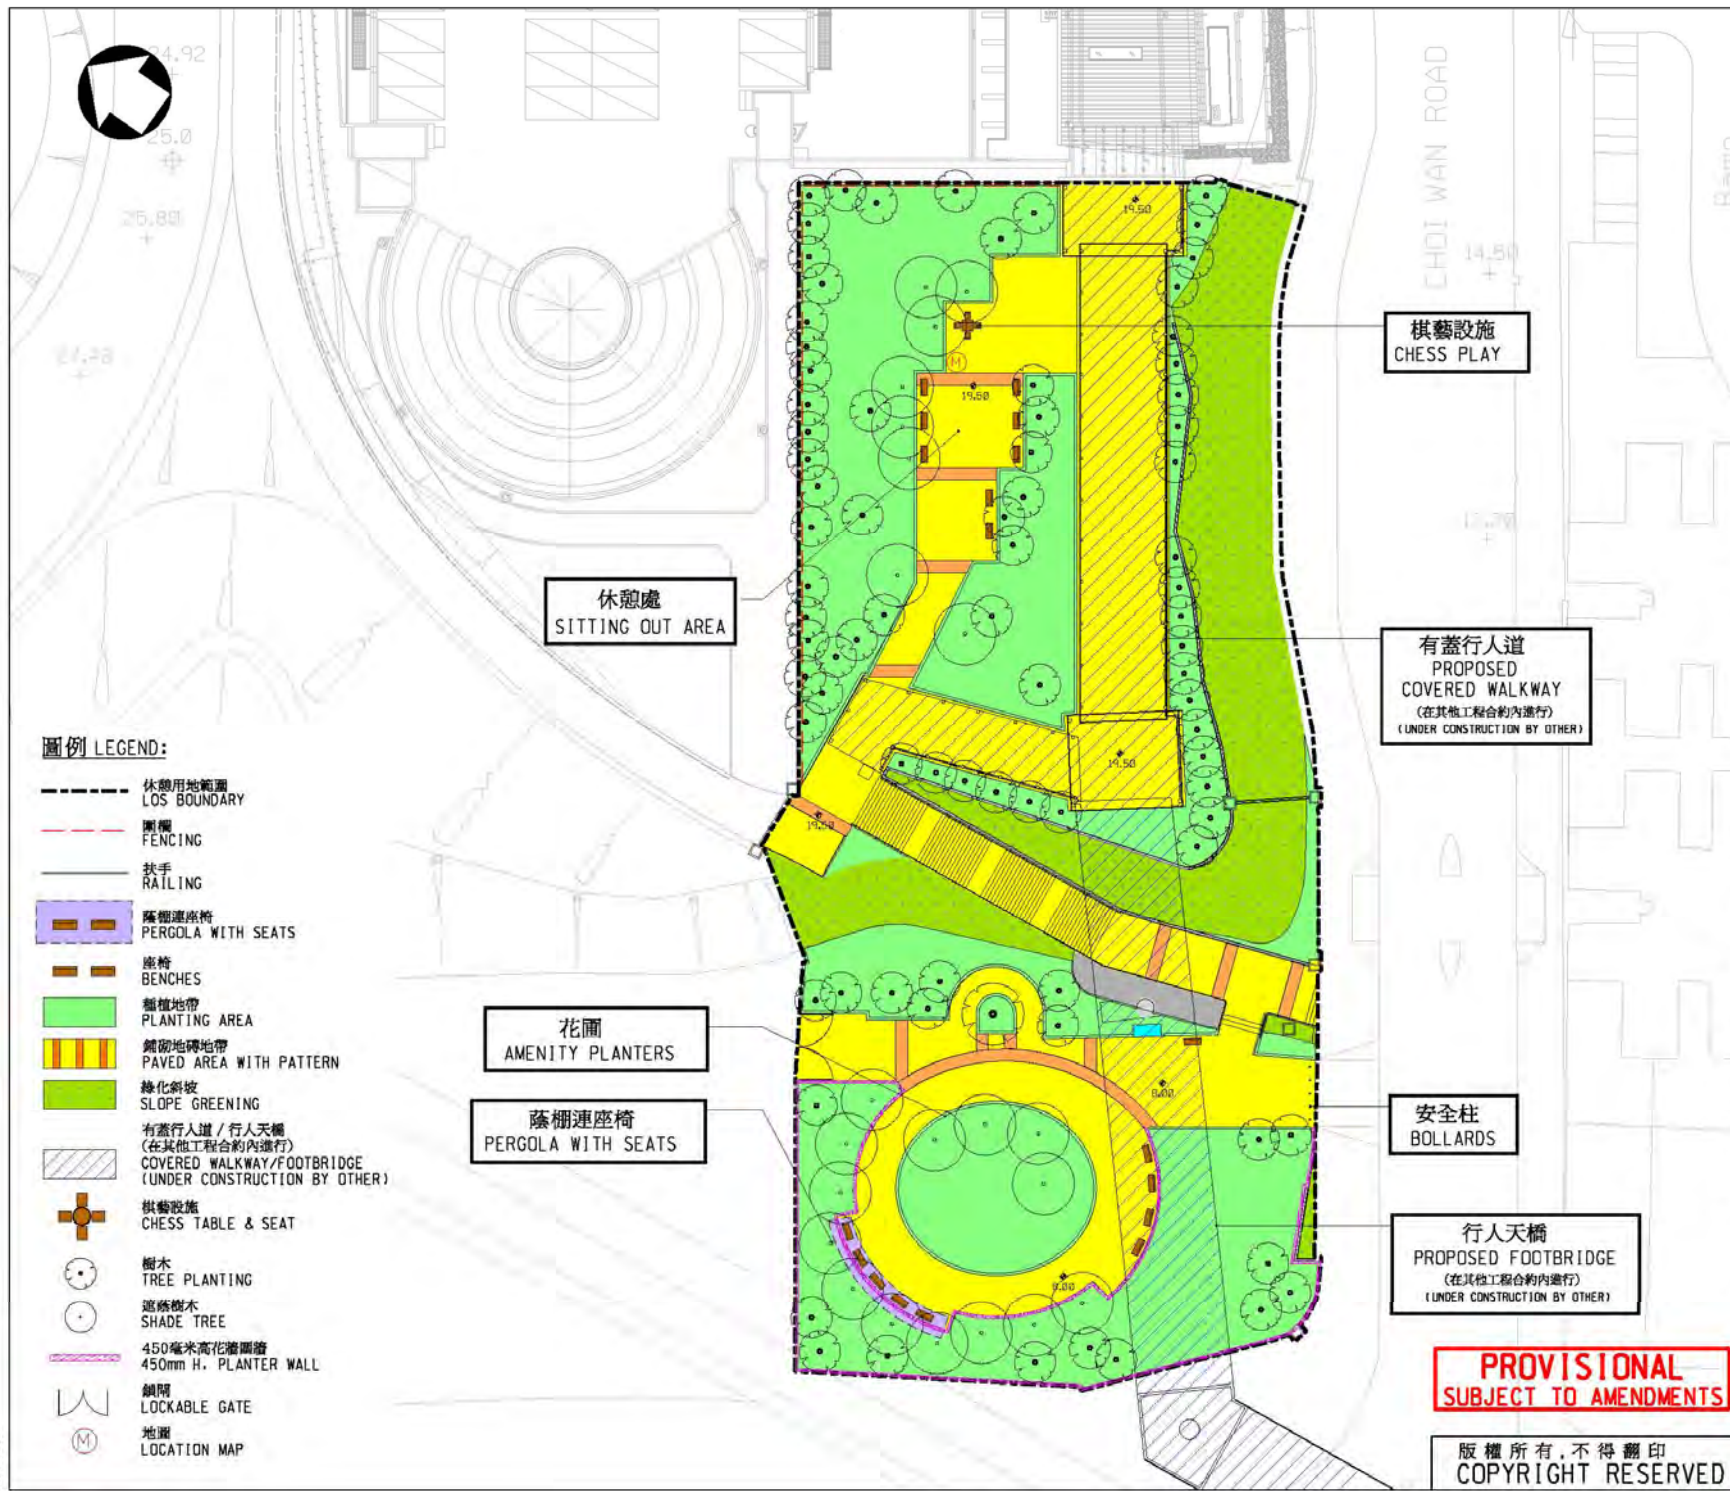 24.92
25.0
25.80
CHOI WAN ROAD
14.50
19.50
棋藝設施
CHESS PLAY
M
19.50
休憩處
SITTING OUT AREA
有蓋行人道
PROPOSED
COVERED WALKWAY
(在其他工程合約內進行)
(UNDER CONSTRUCTION BY OTHER)
19.50
19.50
圖例 LEGEND:
休憩用地範圍
LOS BOUNDARY
圍欄
FENCING
扶手
RAILING
蔭棚連座椅
PERGOLA WITH SEATS
座椅
BENCHES
種植地帶
PLANTING AREA
鋪砌地磚地帶
PAVED AREA WITH PATTERN
綠化斜坡
SLOPE GREENING
有蓋行人道 / 行人天橋
(在其他工程合約內進行)
COVERED WALKWAY/FOOTBRIDGE
(UNDER CONSTRUCTION BY OTHER)
棋藝設施
CHESS TABLE & SEAT
樹木
TREE PLANTING
遮蔭樹木
SHADE TREE
450毫米高花牆圍牆
450mm H. PLANTER WALL
鎖閘
LOCKABLE GATE
M
地圖
LOCATION MAP
花圃
AMENITY PLANTERS
蔭棚連座椅
PERGOLA WITH SEATS
8.00
安全柱
BOLLARDS
行人天橋
PROPOSED FOOTBRIDGE
(在其他工程合約內進行)
(UNDER CONSTRUCTION BY OTHER)
8.00
PROVISIONAL
SUBJECT TO AMENDMENTS
版權所有,不得翻印
COPYRIGHT RESERVED